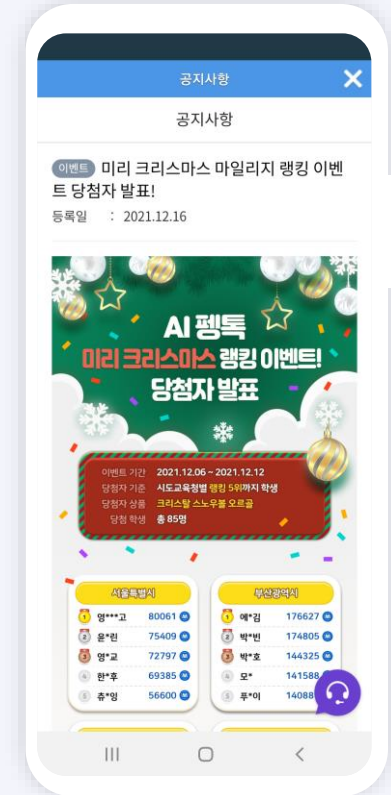 공지사항
공지사항
이벤트 미리 크리스마스 마일리지 랭킹 이벤
트 당첨자 발표!
등록일 : 2021.12.16
AI 펭톡
미리 크리스마스 랭킹 이벤트!
당첨자 발표
이벤트 기간 2021.12.06 ~ 2021.12.12
당첨자 기준 시도교육청별 랭킹 5위까지 학생
당첨자 상품 크리스탈 스노우볼 오르골
당첨 학생 총 85명
서울특별시
1 영***고 80061 M
2 윤*린 75409 M
3 영*교 72797 M
4 한*후 69385 M
5 츄*잉 56600 M
부산광역시
1 예*김 176627 M
2 박*빈 174805 M
3 박*호 144325 M
4 모* 141588
5 푸*이 14088